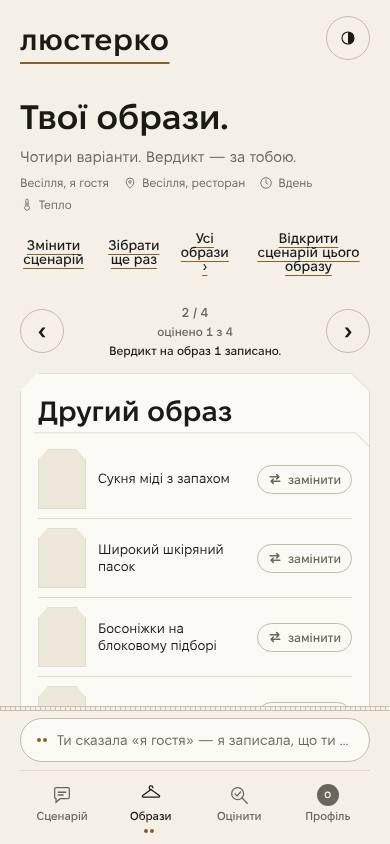 люстерко
Твої образи.
Чотири варіанти. Вердикт — за тобою.
Весілля, я гостя Весілля, ресторан Вдень
Тепло
Змінити
сценарій
Зібрати
ще раз
Усі
образи
›
Відкрити
сценарій цього
образу
‹ 2 / 4 ›
оцінено 1 з 4
Вердикт на образ 1 записано.
Другий образ
Сукня міді з запахом замінити
Широкий шкіряний
пасок
замінити
Босоніжки на
блоковому підборі
замінити
Ти сказала «я гостя» — я записала, що ти ...
Сценарій Образи Оцінити Профіль
О